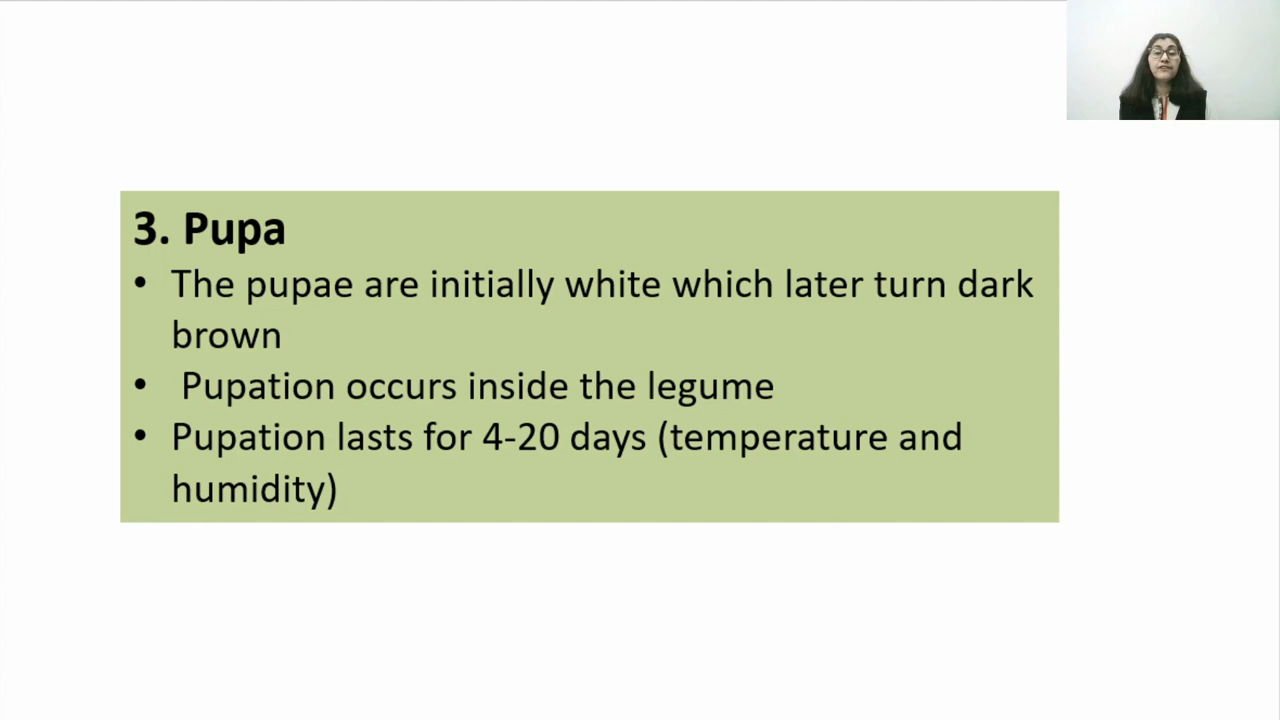 3. Pupa
• The pupae are initially white which later turn dark
brown
• Pupation occurs inside the legume
• Pupation lasts for 4-20 days (temperature and
humidity)